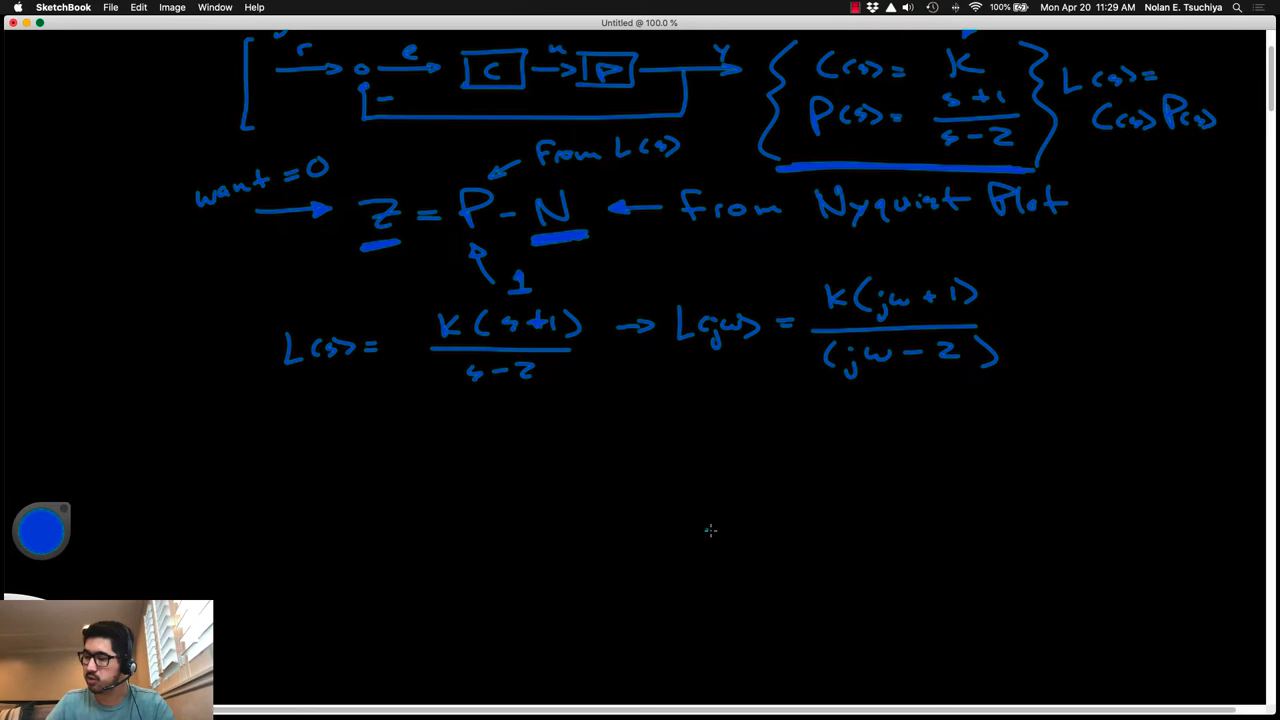 SketchBook File Edit Image Window Help 100% Mon Apr 20 11:29 AM Nolan E. Tsuchiya
Untitled @ 100.0 %
r e C u P y
-
C(s) = K
P(s) = s+1 / s-2
L(s) =
C(s)P(s)
from L(s)
want = 0
Z = P - N ← from Nyquist Plot
1
L(s) = K(s+1) / s-2 → L(jω) = K(jω+1) / (jω-2)